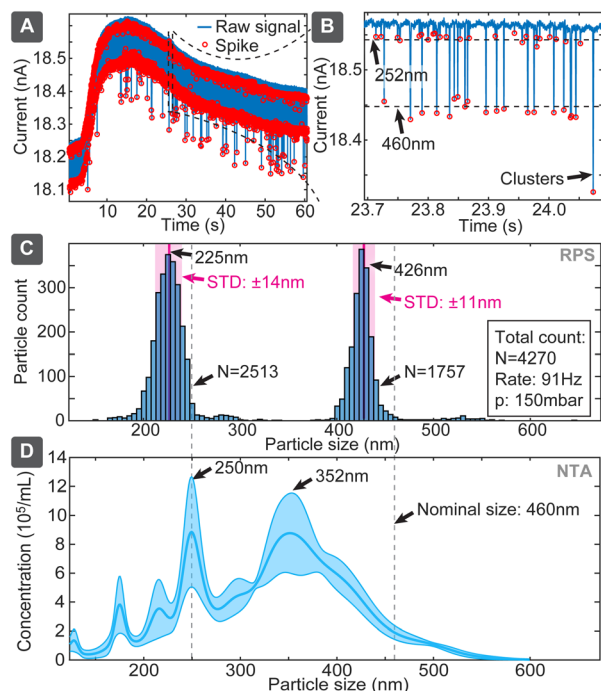 A
Raw signal
Spike
18.5
18.4
18.3
18.2
18.1
Current (nA)
10 20 30 40 50 60
Time (s)
B
252nm
460nm
Clusters
18.5
18.4
Current (nA)
23.7 23.8 23.9 24.0
Time (s)
C
RPS
225nm
STD: ±14nm
N=2513
426nm
STD: ±11nm
N=1757
Total count:
N=4270
Rate: 91Hz
p: 150mbar
300
200
100
0
Particle count
200 300 400 500 600
Particle size (nm)
D
NTA
250nm
352nm
Nominal size: 460nm
14
12
10
8
6
4
2
0
Concentration (10⁵/mL)
200 300 400 500 600
Particle size (nm)